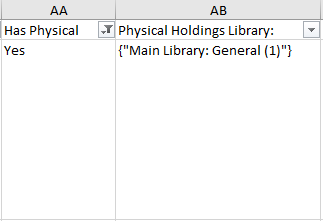 AA AB
Has Physical Physical Holdings Library:
Yes {"Main Library: General (1)"}